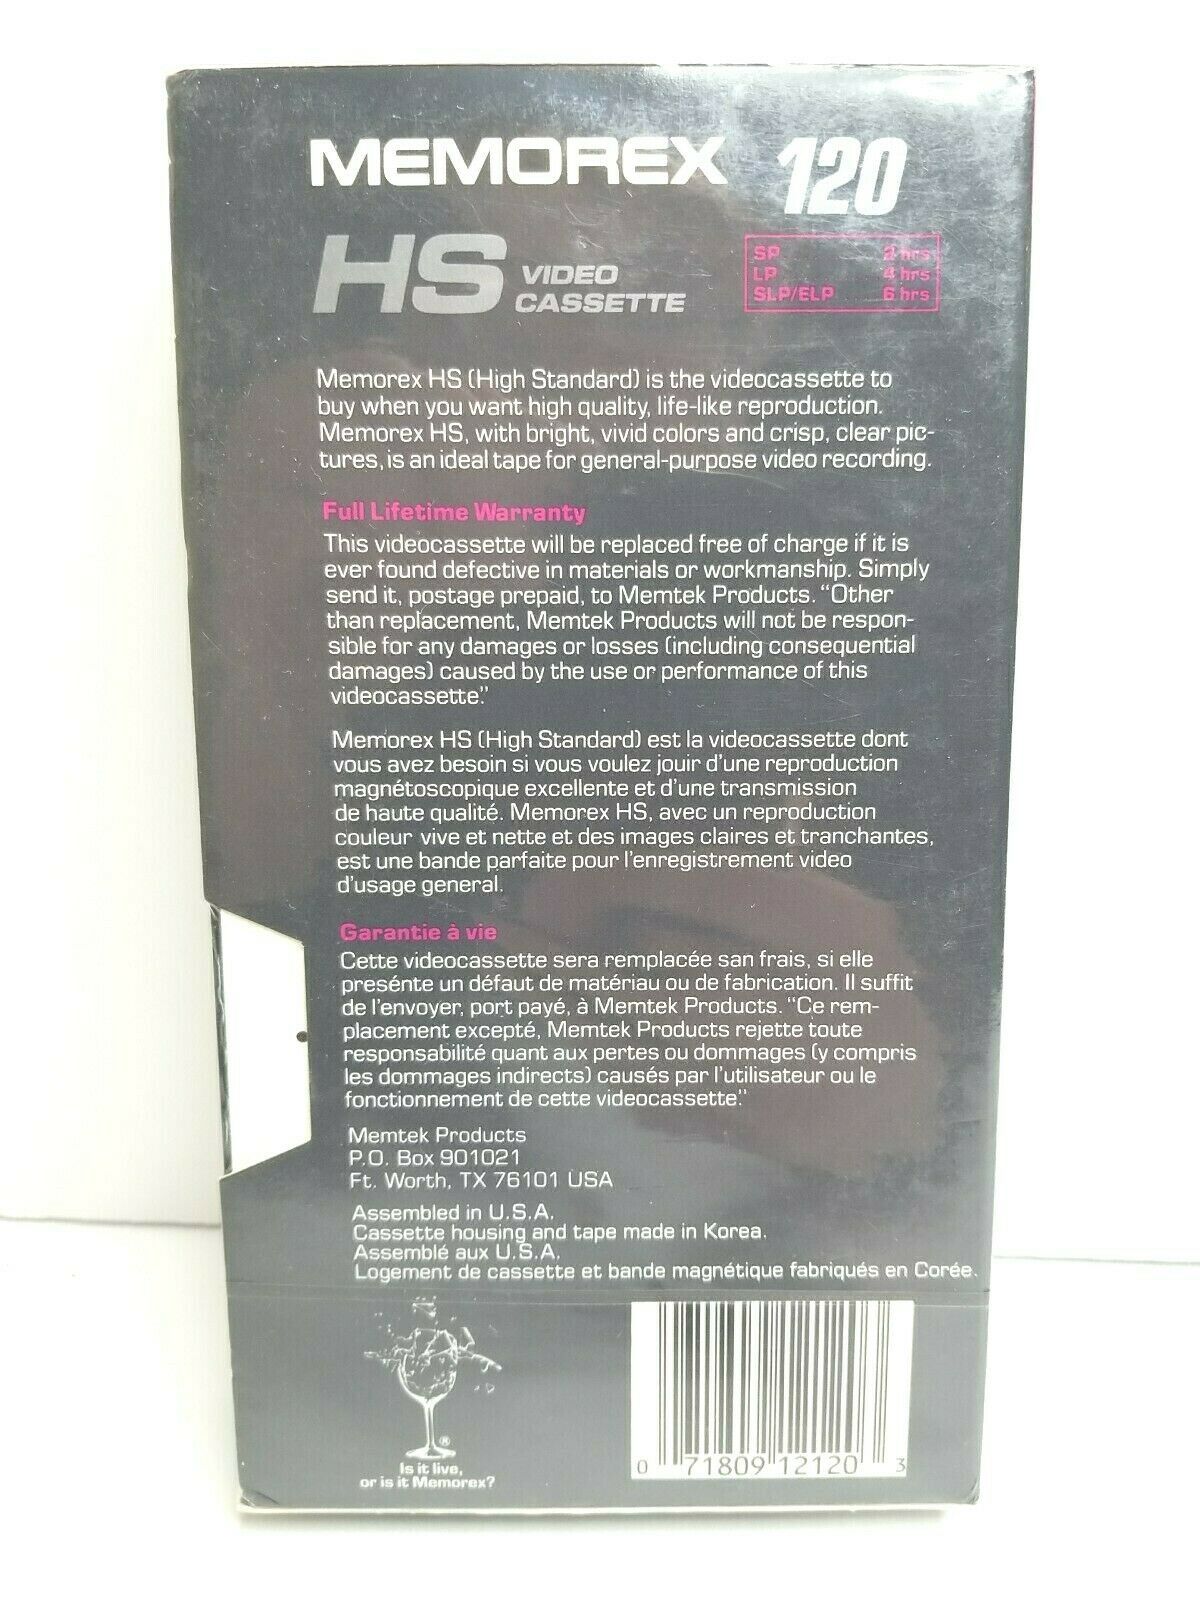 MEMOREX 120
HS VIDEO CASSETTE
SP 2 hrs
LP 4 hrs
SLP/ELP 6 hrs
Memorex HS (High Standard) is the videocassette to
buy when you want high quality, life-like reproduction.
Memorex HS, with bright, vivid colors and crisp, clear pic-
tures, is an ideal tape for general-purpose video recording.
Full Lifetime Warranty
This videocassette will be replaced free of charge if it is
ever found defective in materials or workmanship. Simply
send it, postage prepaid, to Memtek Products. “Other
than replacement, Memtek Products will not be respon-
sible for any damages or losses (including consequential
damages) caused by the use or performance of this
videocassette.”
Memorex HS (High Standard) est la videocassette dont
vous avez besoin si vous voulez jouir d'une reproduction
magnétoscopique excellente et d'une transmission
de haute qualité. Memorex HS, avec un reproduction
couleur vive et nette et des images claires et tranchantes,
est une bande parfaite pour l'enregistrement video
d'usage general.
Garantie à vie
Cette videocassette sera remplacée san frais, si elle
presénte un défaut de matériau ou de fabrication. Il suffit
de l'envoyer, port payé, à Memtek Products. “Ce rem-
placement excepté, Memtek Products rejette toute
responsabilité quant aux pertes ou dommages (y compris
les dommages indirects) causés par l'utilisateur ou le
fonctionnement de cette videocassette.”
Memtek Products
P.O. Box 901021
Ft. Worth, TX 76101 USA
Assembled in U.S.A.
Cassette housing and tape made in Korea.
Assemblé aux U.S.A.
Logement de cassette et bande magnétique fabriqués en Corée.
®
Is it live,
or is it Memorex?
0 71809 12120 3